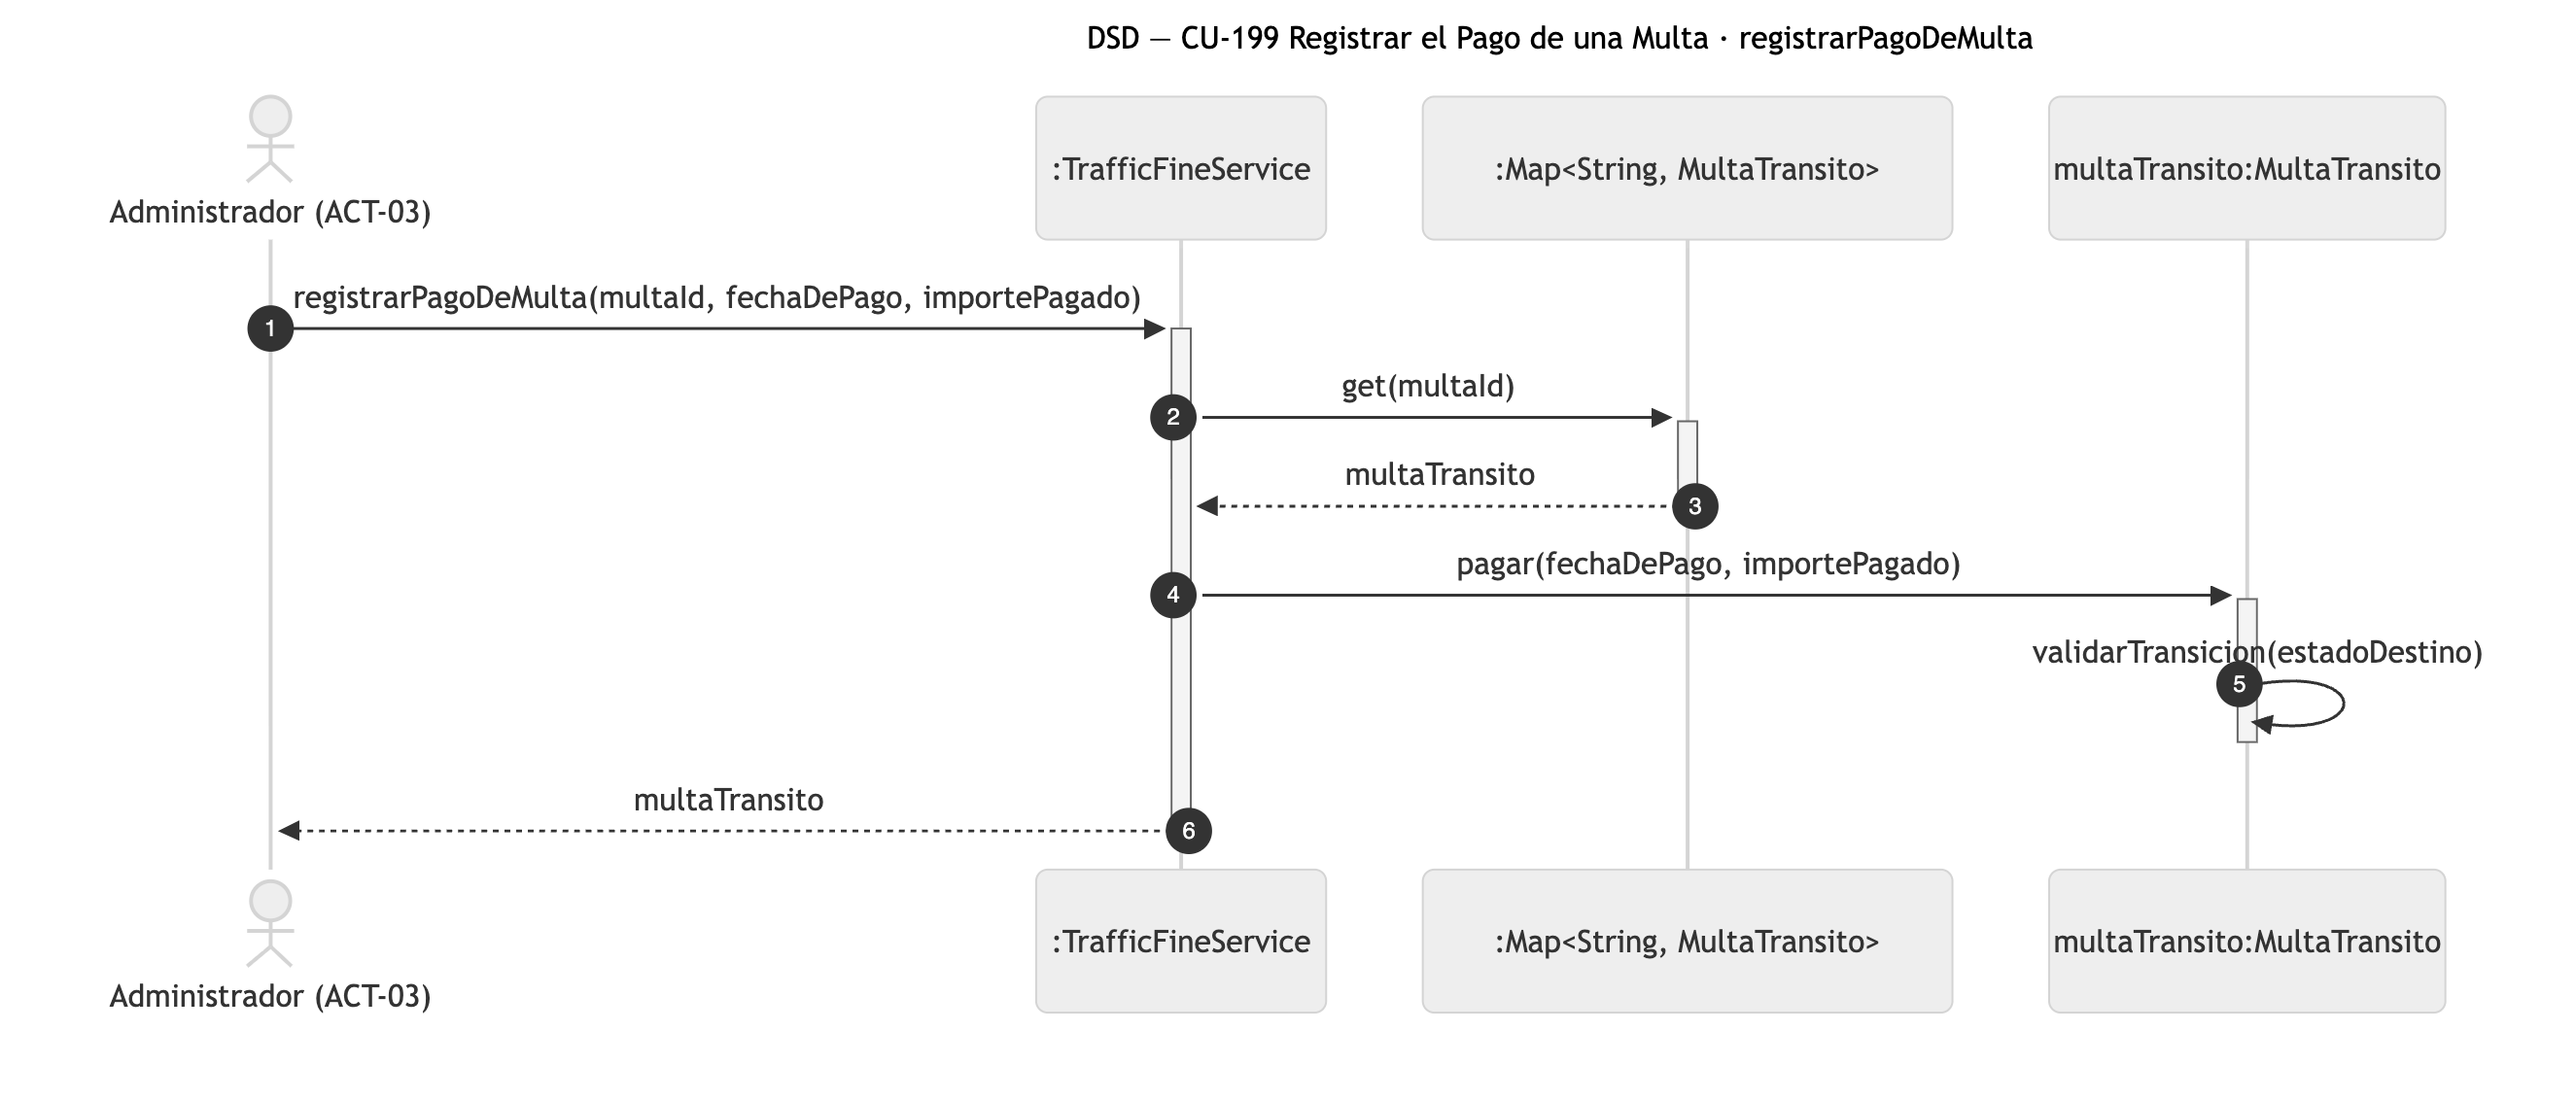 DSD — CU-199 Registrar el Pago de una Multa · registrarPagoDeMulta
Administrador (ACT-03)
:TrafficFineService
:Map<String, MultaTransito>
multaTransito:MultaTransito
registrarPagoDeMulta(multaId, fechaDePago, importePagado)
1
get(multaId)
2
multaTransito
3
pagar(fechaDePago, importePagado)
4
validarTransicion(estadoDestino)
5
multaTransito
6
Administrador (ACT-03)
:TrafficFineService
:Map<String, MultaTransito>
multaTransito:MultaTransito